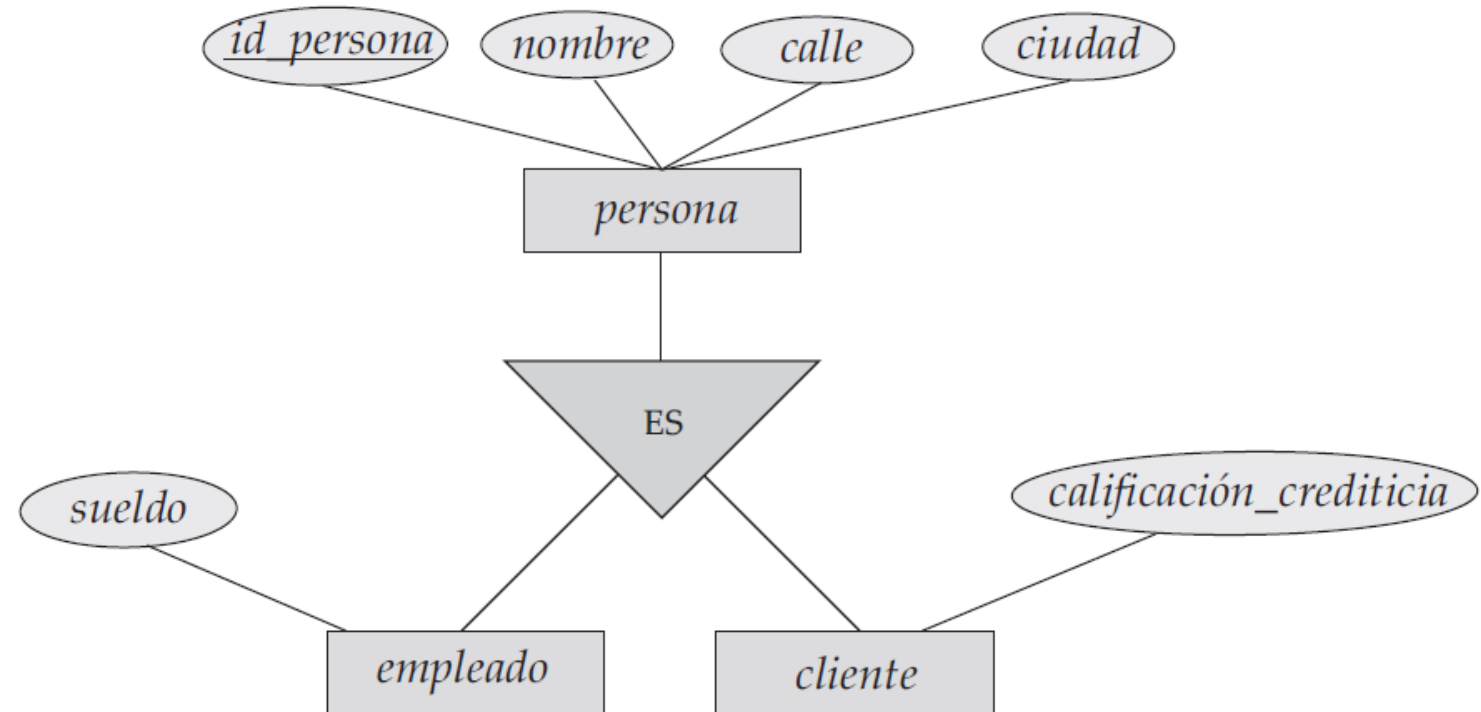 id_persona
nombre
calle
ciudad
persona
ES
sueldo
calificación_crediticia
empleado
cliente